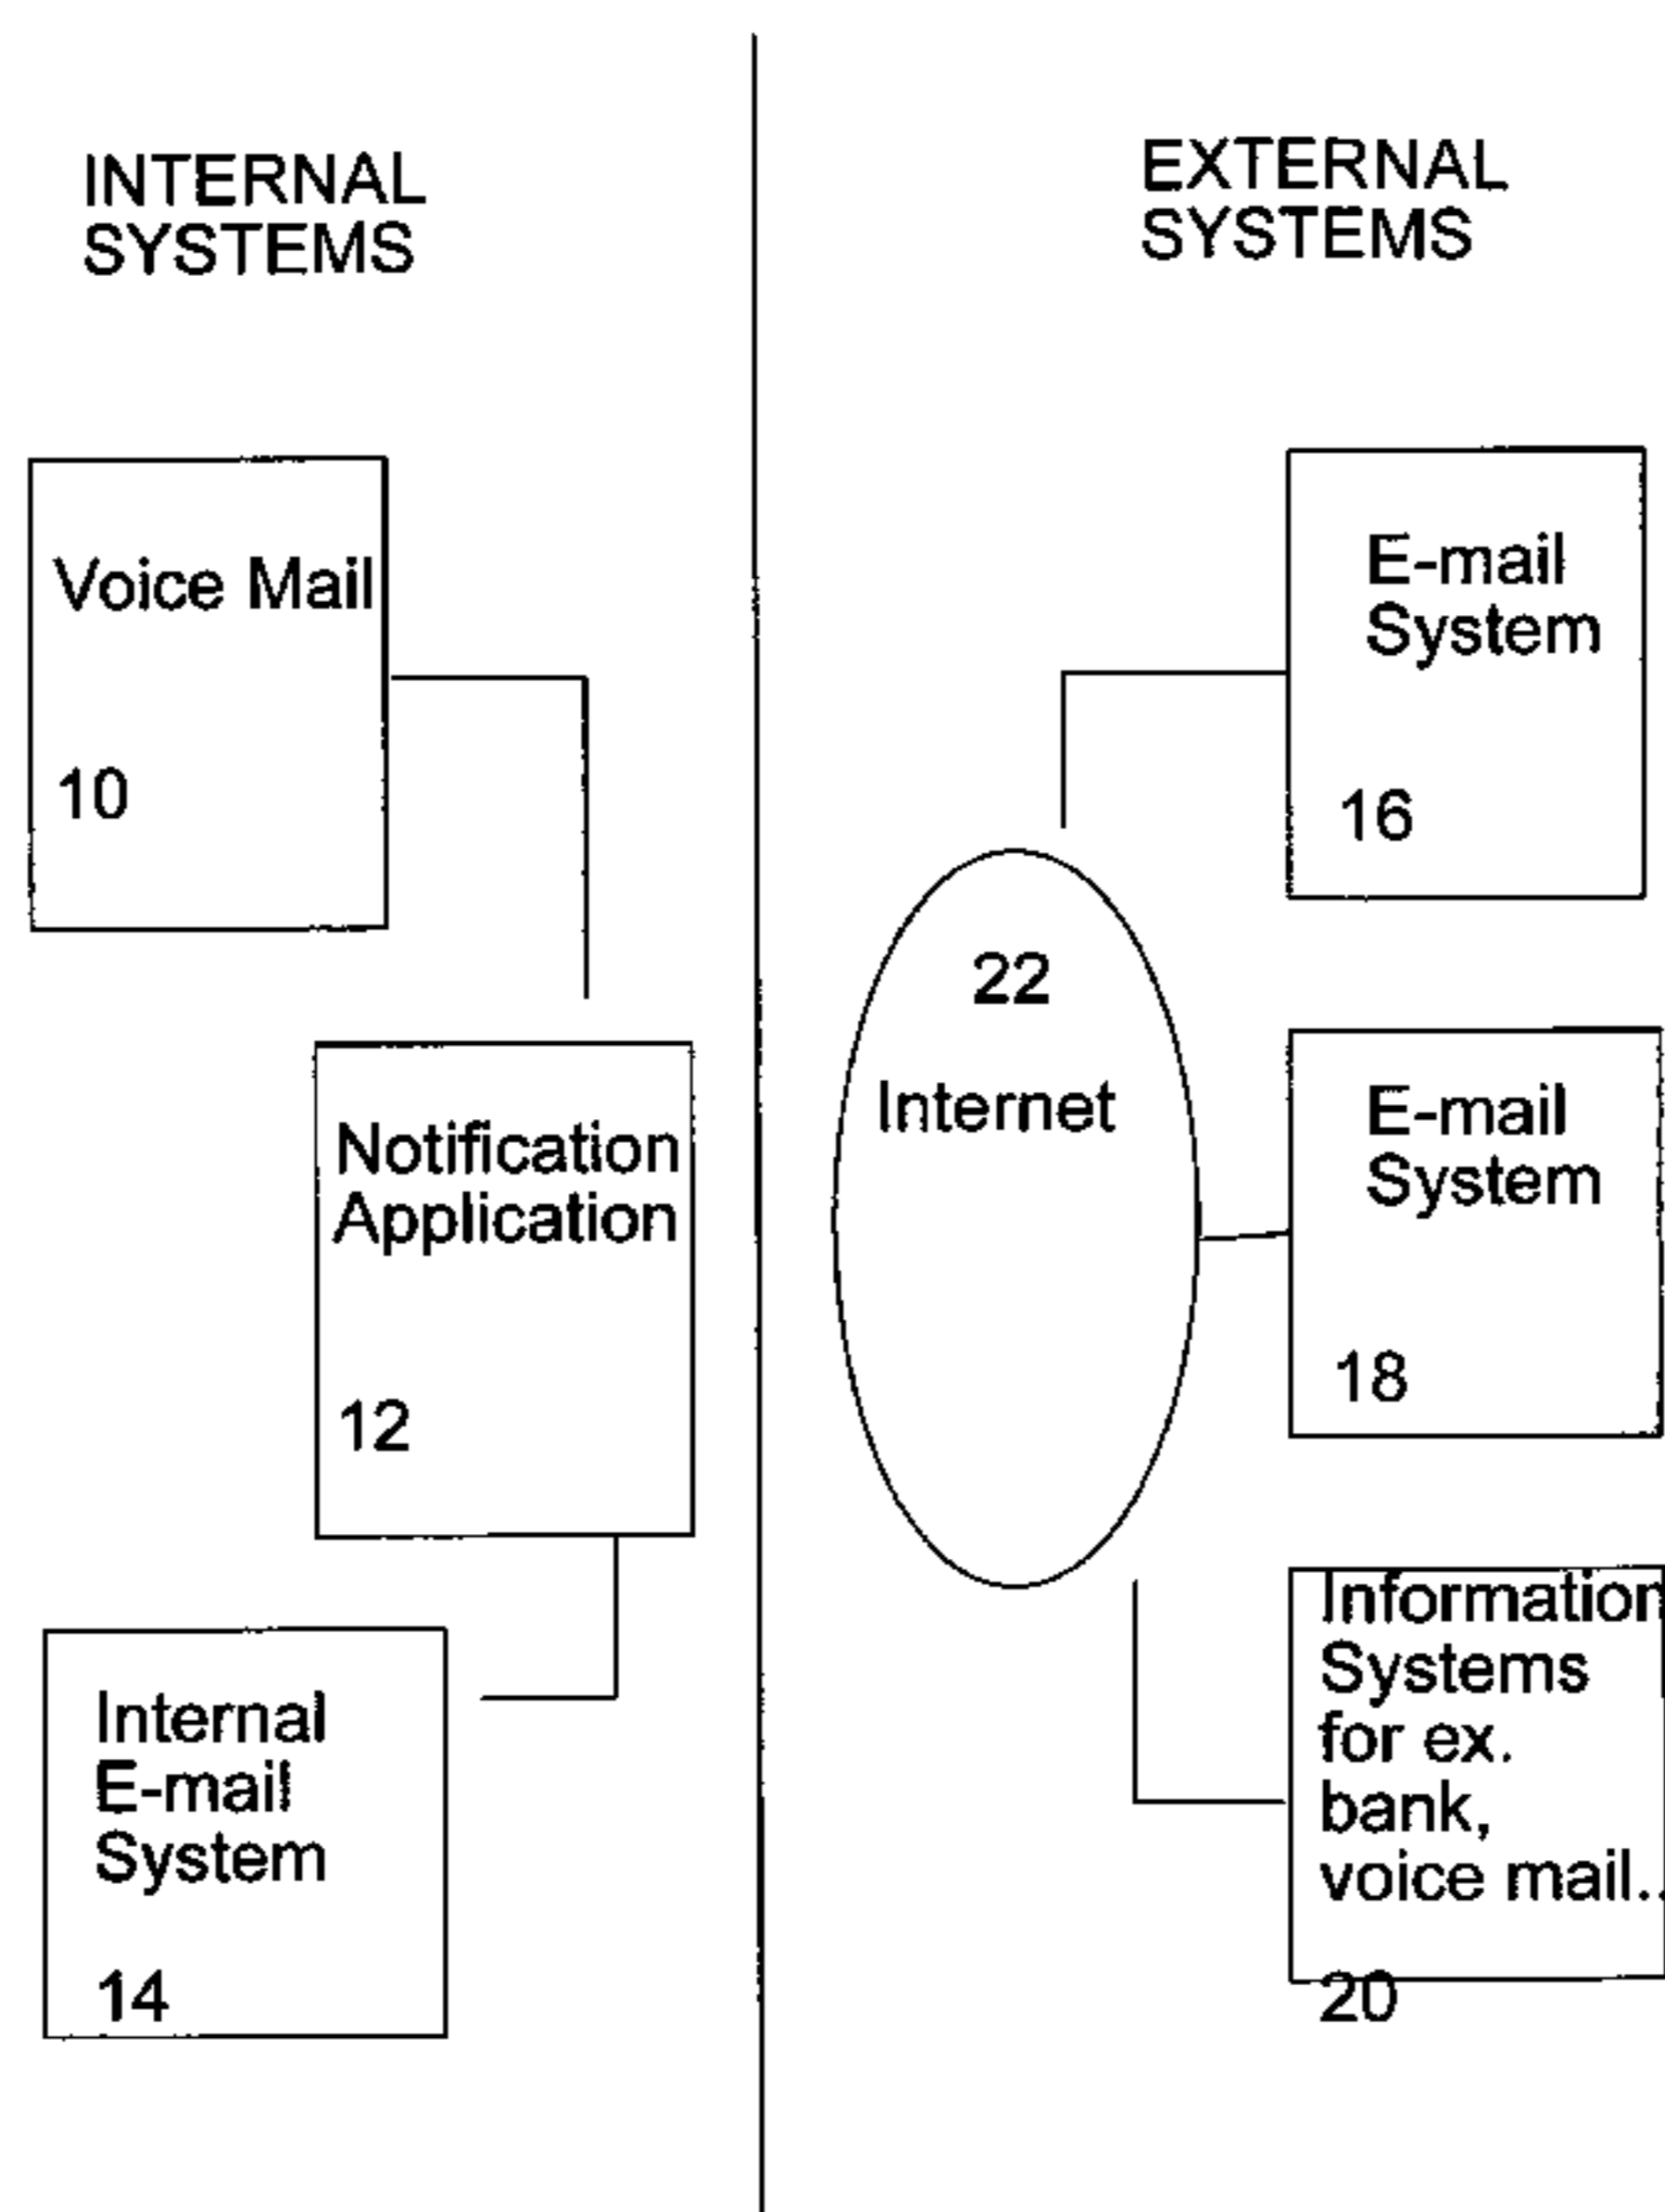 INTERNAL
SYSTEMS
EXTERNAL
SYSTEMS
Voice Mail
10
Notification
Application
12
Internal
E-mail
System
14
22
Internet
E-mail
System
16
E-mail
System
18
Information
Systems
for ex.
bank,
voice mail..
20